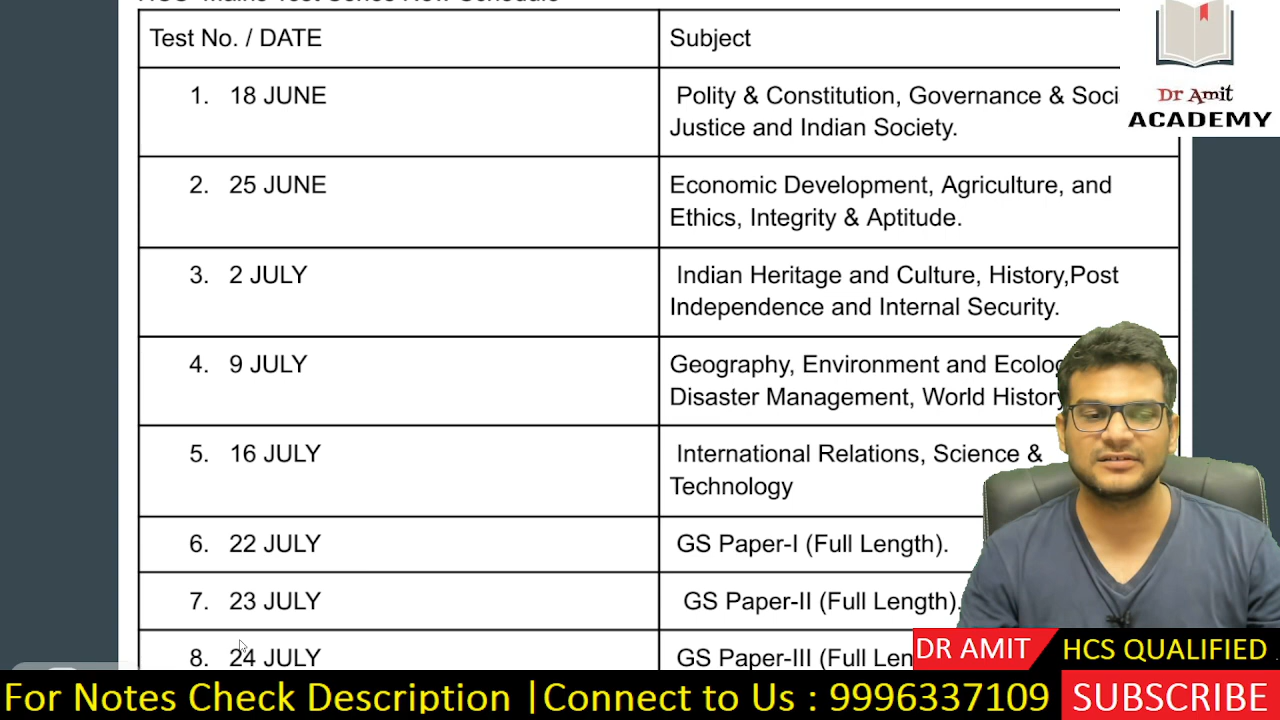 Test No. / DATE
Subject
1. 18 JUNE
Polity & Constitution, Governance &
Justice and Indian Society.
2. 25 JUNE
Economic Development, Agriculture, and
Ethics, Integrity & Aptitude.
3. 2 JULY
Indian Heritage and Culture, History,Post
Independence and Internal Security.
4. 9 JULY
Geography, Environment and
Disaster Management, World History
5. 16 JULY
International Relations, Science &
Technology
6. 22 JULY
GS Paper-I (Full Length).
7. 23 JULY
GS Paper-II (Full Length).
8. 24 JULY
GS Paper-III (Full
Dr Amit
ACADEMY
DR AMIT HCS QUALIFIED
For Notes Check Description |Connect to Us : 9996337109 SUBSCRIBE